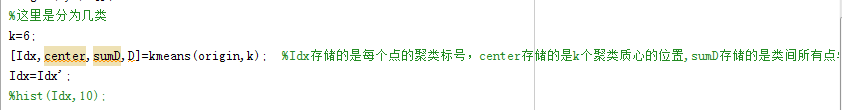 %这里是分为几类
k=6;
[Idx,center,sumD,D]=kmeans(origin,k); %Idx存储的是每个点的聚类标号,center存储的是k个聚类质心的位置,sumD存储的是类间所有点
Idx=Idx';
%hist(Idx,10);